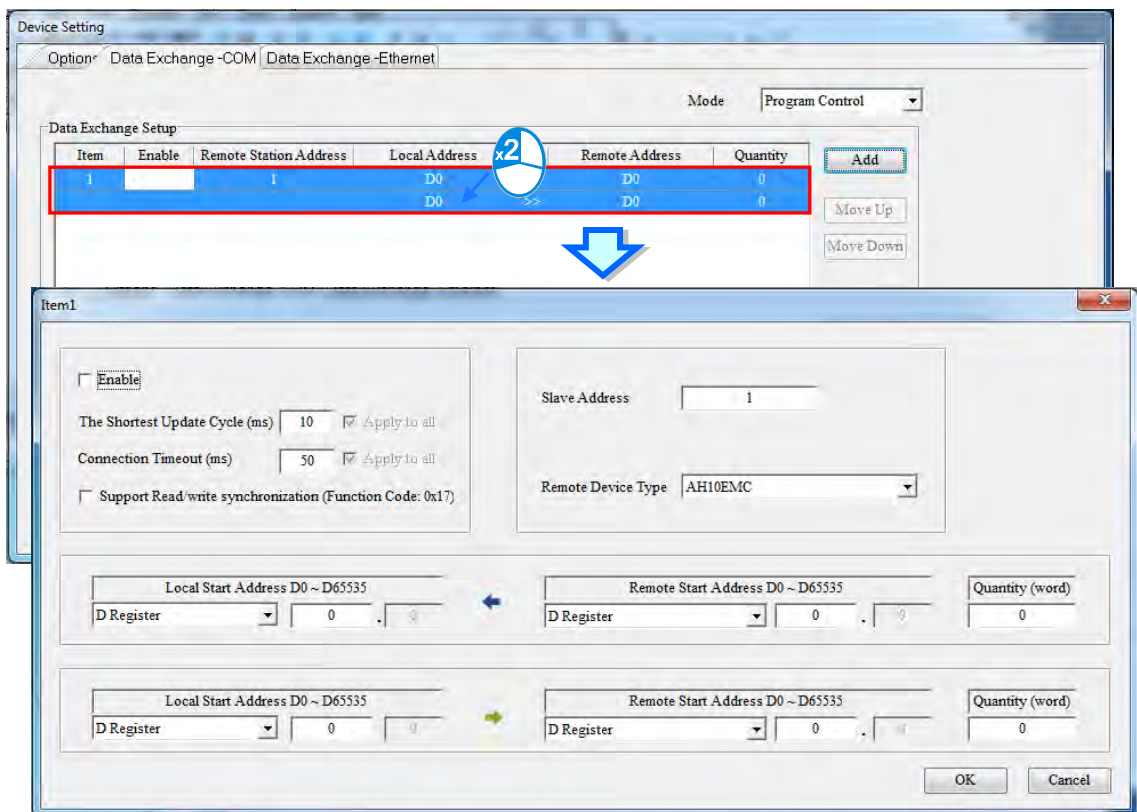 Device Setting
Option Data Exchange -COM Data Exchange -Ethernet
Mode Program Control
Data Exchange Setup
Item Enable Remote Station Address Local Address Remote Address Quantity
x2
Add
1 1 D0 D0 0
D0 >> D0 0
Move Up
Move Down
Item1
Enable
Slave Address 1
The Shortest Update Cycle (ms) 10 Apply to all
Connection Timeout (ms) 50 Apply to all
Remote Device Type AH10EMC
Support Read/write synchronization (Function Code: 0x17)
Local Start Address D0 ~ D65535 Remote Start Address D0 ~ D65535 Quantity (word)
D Register 0 . 0 D Register 0 . 0 0
Local Start Address D0 ~ D65535 Remote Start Address D0 ~ D65535 Quantity (word)
D Register 0 0 D Register 0 . 0 0
OK Cancel